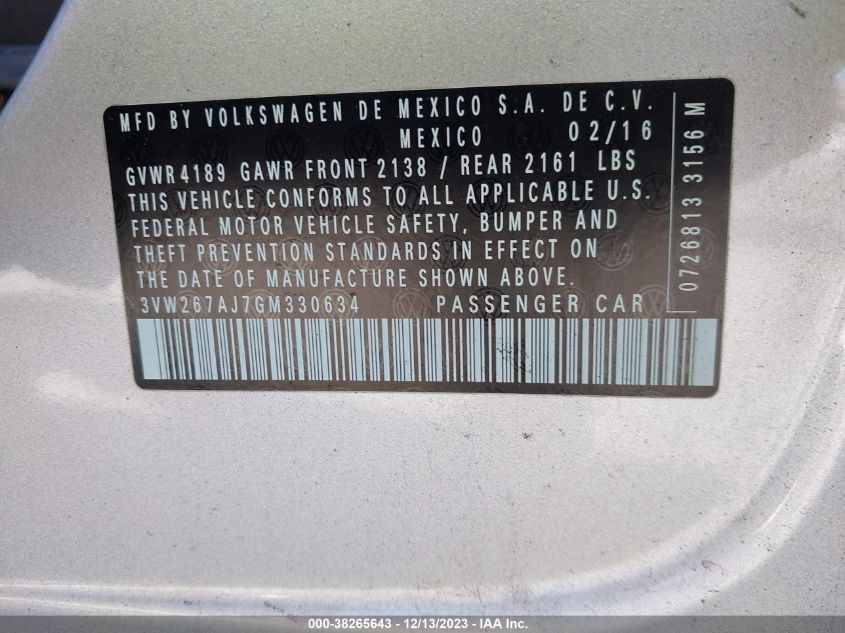 MFD BY VOLKSWAGEN DE MEXICO S.A. DE C.V.
MEXICO 02/16
GVWR 4189 GAWR FRONT 2138 / REAR 2161 LBS
THIS VEHICLE CONFORMS TO ALL APPLICABLE U.S.
FEDERAL MOTOR VEHICLE SAFETY, BUMPER AND
THEFT PREVENTION STANDARDS IN EFFECT ON
THE DATE OF MANUFACTURE SHOWN ABOVE.
3VW267AJ7GM330634 PASSENGER CAR
0726813 3156 M
000-38265643 - 12/13/2023 - IAA Inc.